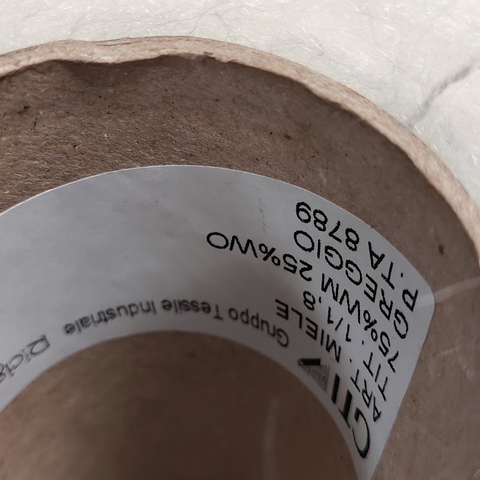 GTI Gruppo Tessile Industriale
ART. MIELE
TIT. 1/1,8
75%WM 25%WO
GREGGIO
P.TA 8789